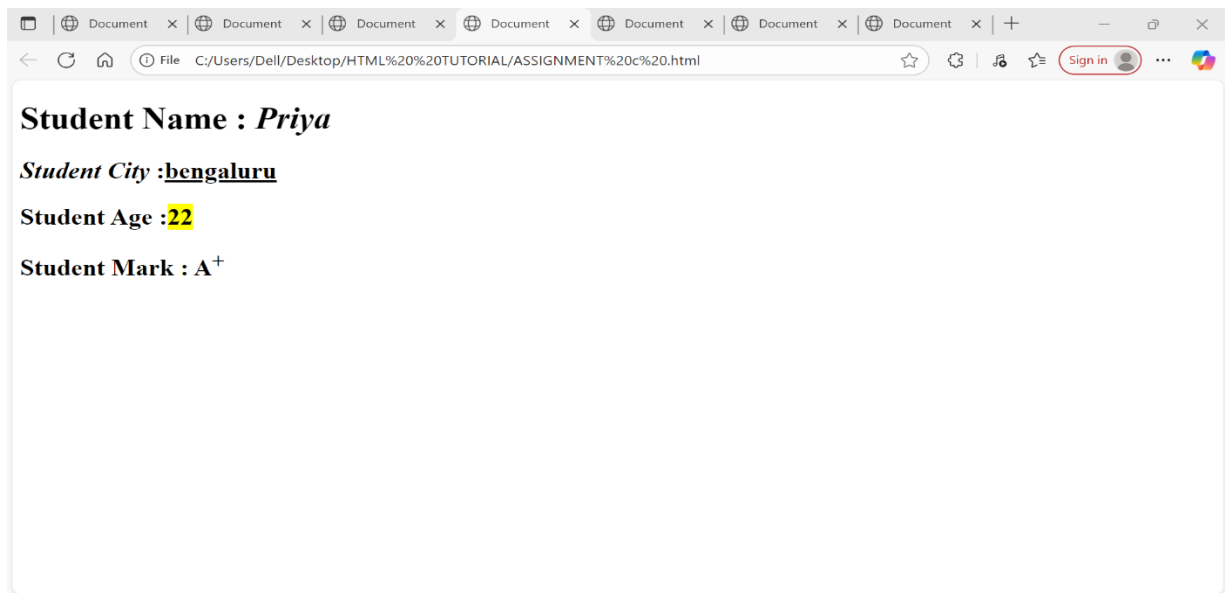 Document Document Document Document Document Document Document
File C:/Users/Dell/Desktop/HTML%20%20TUTORIAL/ASSIGNMENT%20c%20.html Sign in
Student Name : Priya
Student City :bengaluru
Student Age :22
Student Mark : A⁺